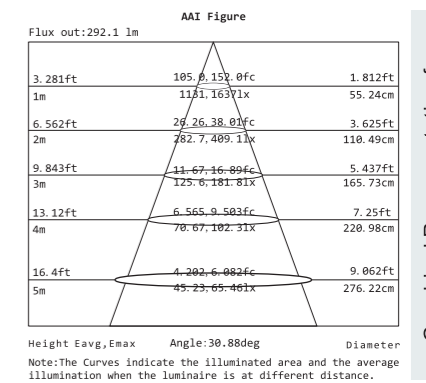 AAI Figure
Flux out:292.1 lm
3.281ft 105.0,152.0fc 1.812ft
1m 1131,1637lx 55.24cm
6.562ft 26.26,38.01fc 3.625ft
2m 282.7,409.1lx 110.49cm
9.843ft 11.67,16.89fc 5.437ft
3m 125.6,181.8lx 165.73cm
13.12ft 6.565,9.503fc 7.25ft
4m 70.67,102.3lx 220.98cm
16.4ft 4.202,6.082fc 9.062ft
5m 45.23,65.46lx 276.22cm
Height Eavg,Emax Angle:30.88deg Diameter
Note:The Curves indicate the illuminated area and the average
illumination when the luminaire is at different distance.